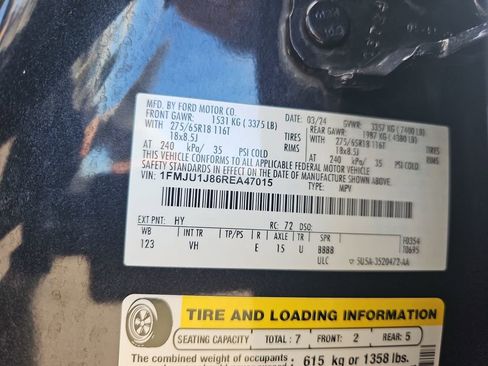 MFD. BY FORD MOTOR CO.
DATE: 03/24 GVWR: 3357 KG (7400 LB)
FRONT GAWR: 1531 KG (3375 LB) REAR GAWR: 1987 KG (4380 LB)
WITH 275/65R18 116T TIRES WITH 275/65R18 116T TIRES
18x8.5J RIMS 18x8.5J RIMS
AT 240 kPa/ 35 PSI COLD AT 240 kPa/ 35 PSI COLD
THIS VEHICLE CONFORMS TO ALL APPLICABLE FEDERAL MOTOR VEHICLE
SAFETY STANDARDS IN EFFECT ON THE DATE OF MANUFACTURE SHOWN ABOVE.
VIN: 1FMJU1J86REA47015 TYPE: MPV
EXT PNT: HY RC: 72 DSO:
WB INT TR TP/PS R AXLE TR SPR F0354
123 VH E 15 U BBBB T0695
ULC 5U5A-3520472-AA
TIRE AND LOADING INFORMATION
SEATING CAPACITY TOTAL: 7 FRONT: 2 REAR: 5
The combined weight of occupants 615 kg or 1358 lbs.